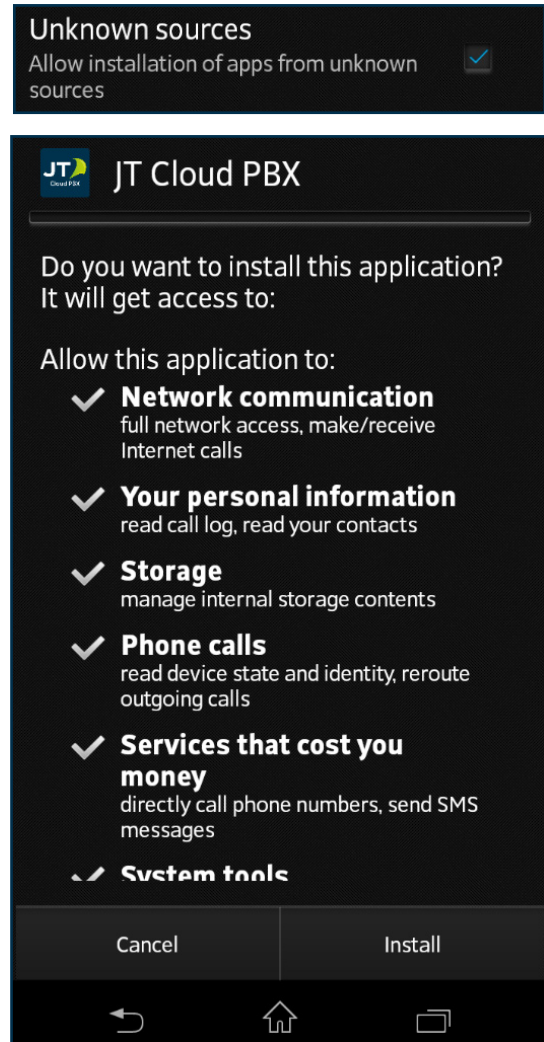 Unknown sources
Allow installation of apps from unknown
sources
JT
Cloud PBX
JT Cloud PBX
Do you want to install this application?
It will get access to:
Allow this application to:
Network communication
full network access, make/receive
Internet calls
Your personal information
read call log, read your contacts
Storage
manage internal storage contents
Phone calls
read device state and identity, reroute
outgoing calls
Services that cost you
money
directly call phone numbers, send SMS
messages
System tools
Cancel
Install